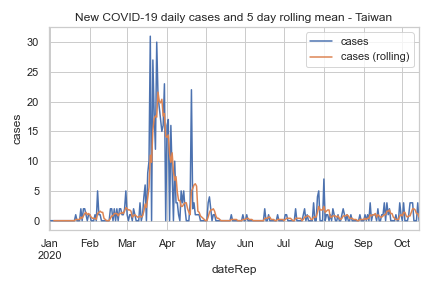 New COVID-19 daily cases and 5 day rolling mean - Taiwan
cases
cases (rolling)
30
25
20
15
10
5
0
cases
Jan Feb Mar Apr May Jun Jul Aug Sep Oct
2020
dateRep